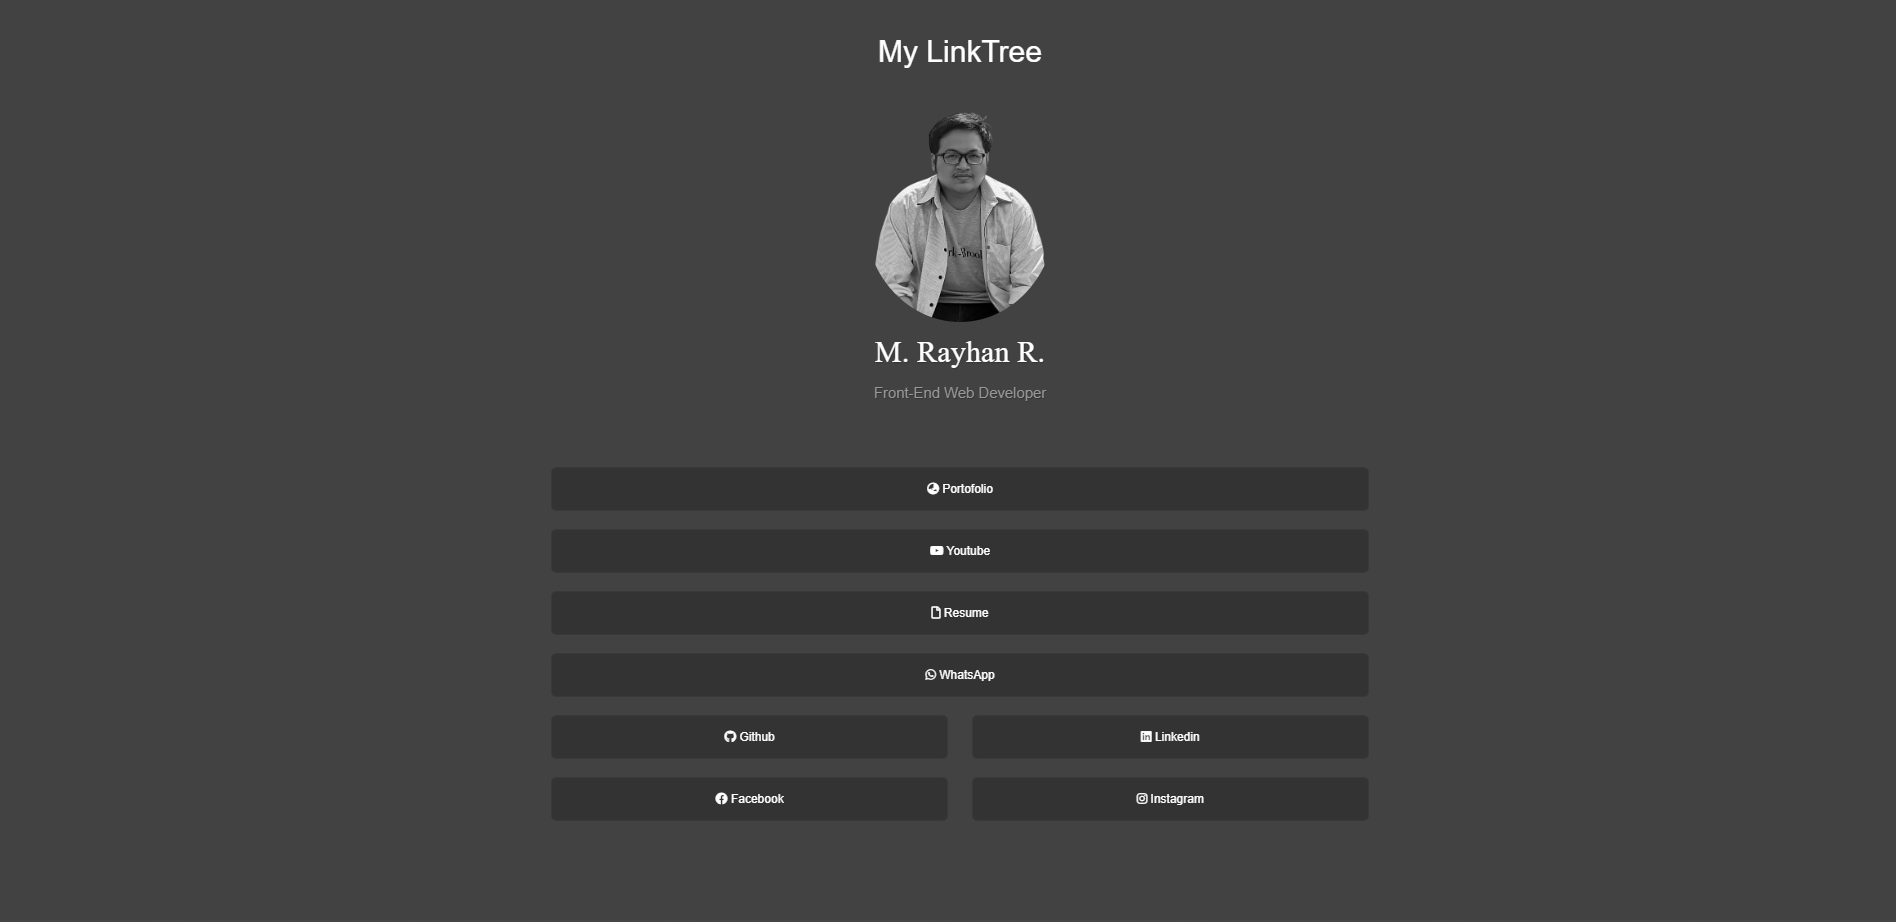 My LinkTree
M. Rayhan R.
Front-End Web Developer
Portofolio
Youtube
Resume
WhatsApp
Github
Linkedin
Facebook
Instagram